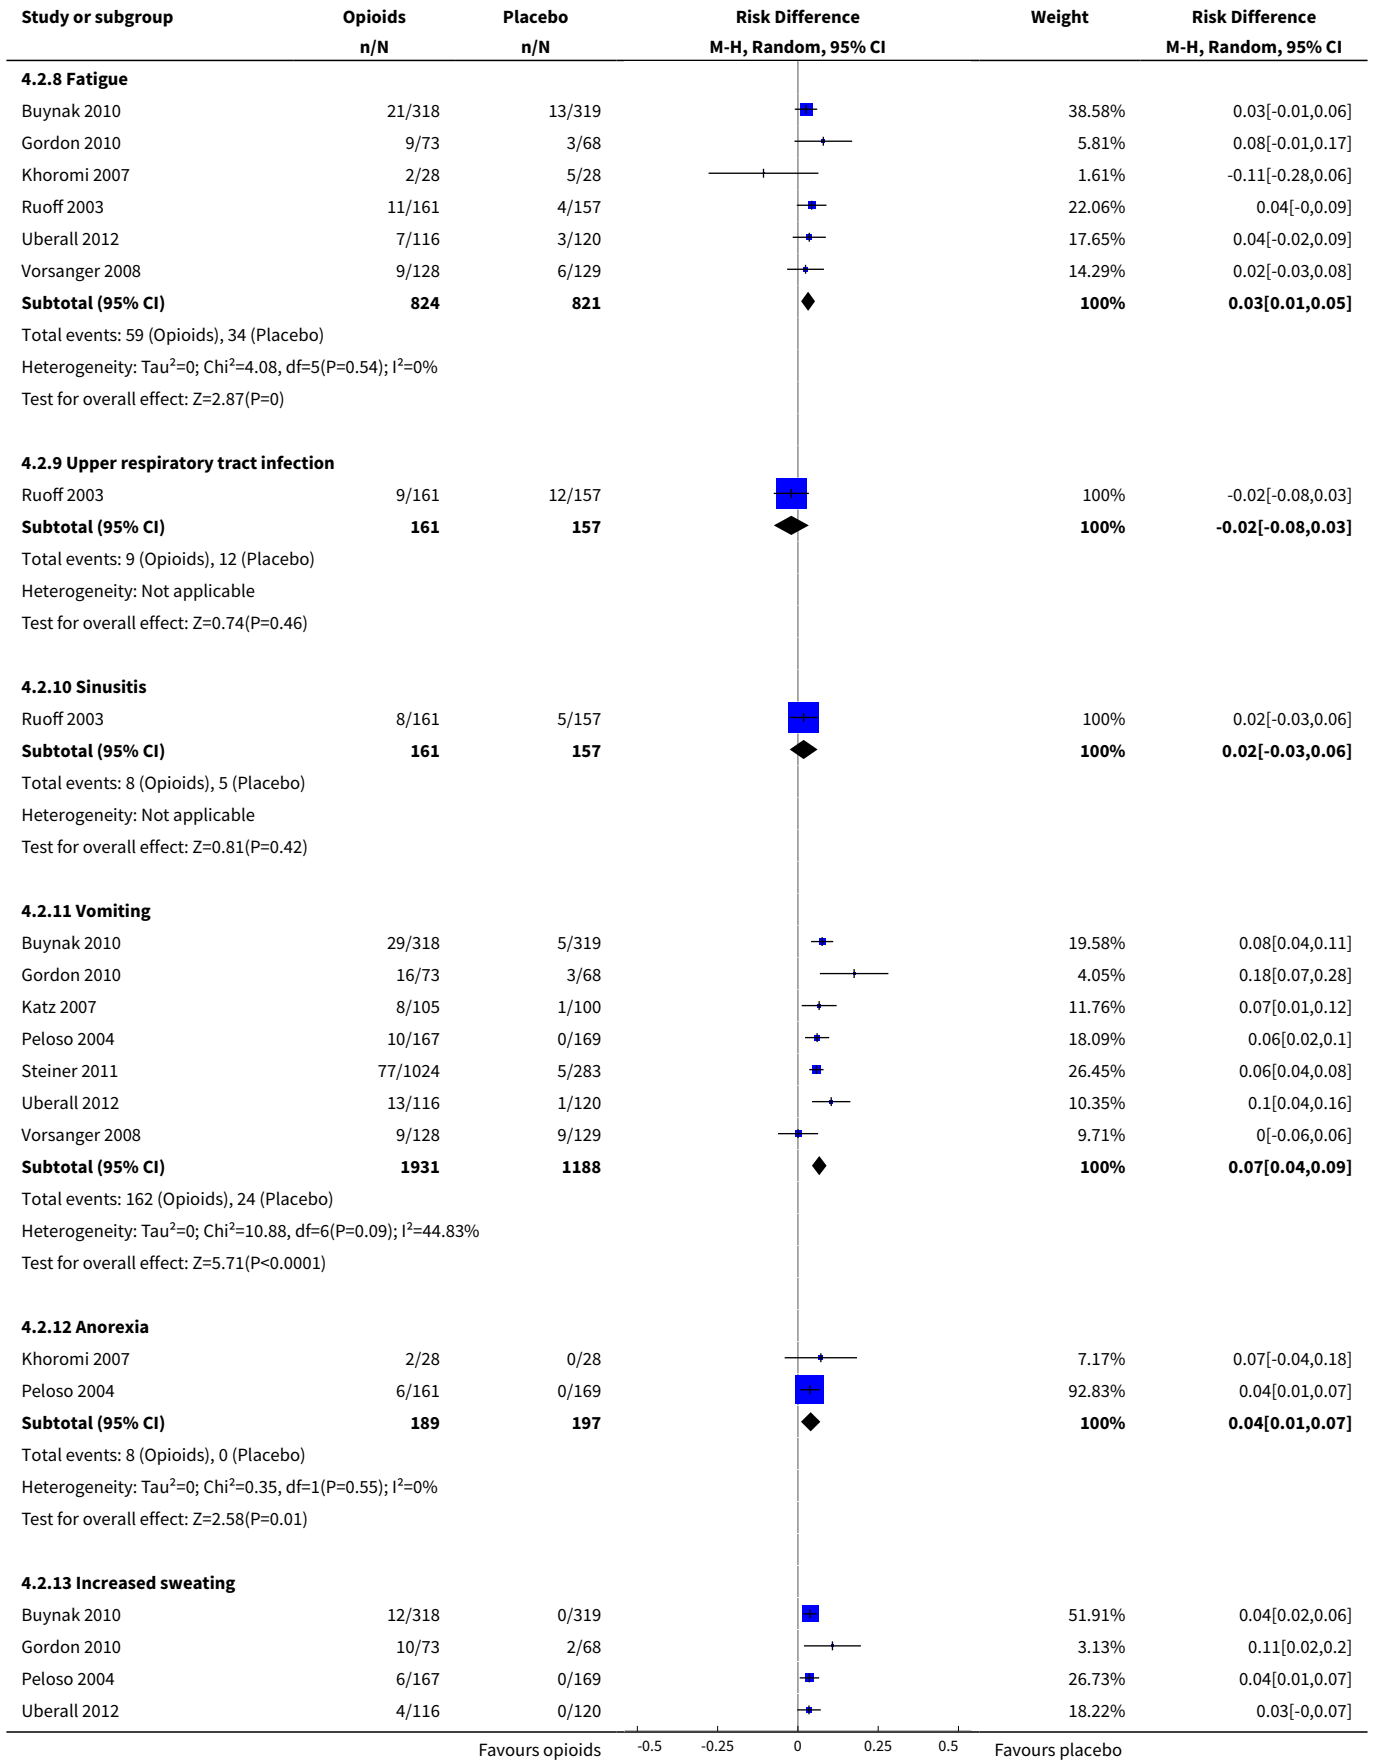 Study or subgroup Opioids Placebo Risk Difference Weight Risk Difference
n/N n/N M-H, Random, 95% CI M-H, Random, 95% CI
4.2.8 Fatigue
Buynak 2010 21/318 13/319 38.58% 0.03[-0.01,0.06]
Gordon 2010 9/73 3/68 5.81% 0.08[-0.01,0.17]
Khoromi 2007 2/28 5/28 1.61% -0.11[-0.28,0.06]
Ruoff 2003 11/161 4/157 22.06% 0.04[-0,0.09]
Uberall 2012 7/116 3/120 17.65% 0.04[-0.02,0.09]
Vorsanger 2008 9/128 6/129 14.29% 0.02[-0.03,0.08]
Subtotal (95% CI) 824 821 100% 0.03[0.01,0.05]
Total events: 59 (Opioids), 34 (Placebo)
Heterogeneity: Tau²=0; Chi²=4.08, df=5(P=0.54); I²=0%
Test for overall effect: Z=2.87(P=0)
4.2.9 Upper respiratory tract infection
Ruoff 2003 9/161 12/157 100% -0.02[-0.08,0.03]
Subtotal (95% CI) 161 157 100% -0.02[-0.08,0.03]
Total events: 9 (Opioids), 12 (Placebo)
Heterogeneity: Not applicable
Test for overall effect: Z=0.74(P=0.46)
4.2.10 Sinusitis
Ruoff 2003 8/161 5/157 100% 0.02[-0.03,0.06]
Subtotal (95% CI) 161 157 100% 0.02[-0.03,0.06]
Total events: 8 (Opioids), 5 (Placebo)
Heterogeneity: Not applicable
Test for overall effect: Z=0.81(P=0.42)
4.2.11 Vomiting
Buynak 2010 29/318 5/319 19.58% 0.08[0.04,0.11]
Gordon 2010 16/73 3/68 4.05% 0.18[0.07,0.28]
Katz 2007 8/105 1/100 11.76% 0.07[0.01,0.12]
Peloso 2004 10/167 0/169 18.09% 0.06[0.02,0.1]
Steiner 2011 77/1024 5/283 26.45% 0.06[0.04,0.08]
Uberall 2012 13/116 1/120 10.35% 0.1[0.04,0.16]
Vorsanger 2008 9/128 9/129 9.71% 0[-0.06,0.06]
Subtotal (95% CI) 1931 1188 100% 0.07[0.04,0.09]
Total events: 162 (Opioids), 24 (Placebo)
Heterogeneity: Tau²=0; Chi²=10.88, df=6(P=0.09); I²=44.83%
Test for overall effect: Z=5.71(P<0.0001)
4.2.12 Anorexia
Khoromi 2007 2/28 0/28 7.17% 0.07[-0.04,0.18]
Peloso 2004 6/161 0/169 92.83% 0.04[0.01,0.07]
Subtotal (95% CI) 189 197 100% 0.04[0.01,0.07]
Total events: 8 (Opioids), 0 (Placebo)
Heterogeneity: Tau²=0; Chi²=0.35, df=1(P=0.55); I²=0%
Test for overall effect: Z=2.58(P=0.01)
4.2.13 Increased sweating
Buynak 2010 12/318 0/319 51.91% 0.04[0.02,0.06]
Gordon 2010 10/73 2/68 3.13% 0.11[0.02,0.2]
Peloso 2004 6/167 0/169 26.73% 0.04[0.01,0.07]
Uberall 2012 4/116 0/120 18.22% 0.03[-0,0.07]
Favours opioids -0.5 -0.25 0 0.25 0.5 Favours placebo